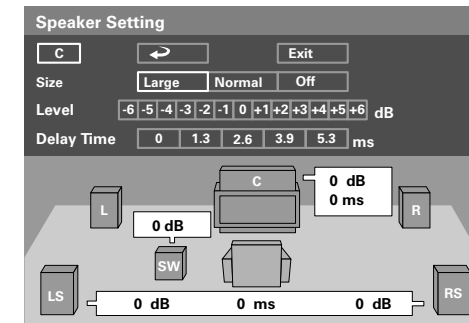 Speaker Setting
C Exit
Size Large Normal Off
Level -6 -5 -4 -3 -2 -1 0 +1 +2 +3 +4 +5 +6 dB
Delay Time 0 1.3 2.6 3.9 5.3 ms
C 0 dB
0 ms
L R
0 dB
SW
LS RS
0 dB 0 ms 0 dB